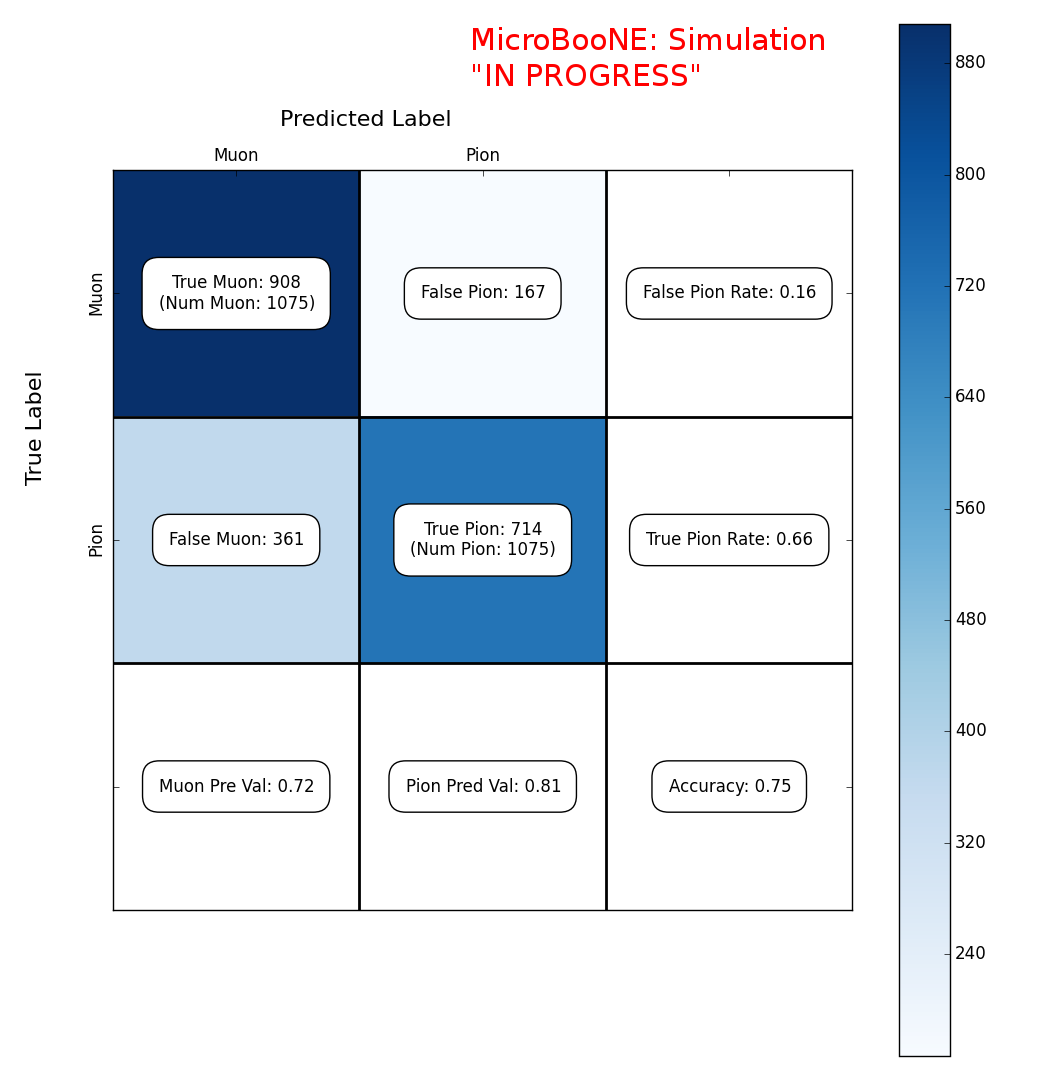 MicroBooNE: Simulation
"IN PROGRESS"
Predicted Label
Muon
Pion
True Label
Muon
True Muon: 908
(Num Muon: 1075)
False Pion: 167
False Pion Rate: 0.16
Pion
False Muon: 361
True Pion: 714
(Num Pion: 1075)
True Pion Rate: 0.66
Muon Pre Val: 0.72
Pion Pred Val: 0.81
Accuracy: 0.75
880
800
720
640
560
480
400
320
240